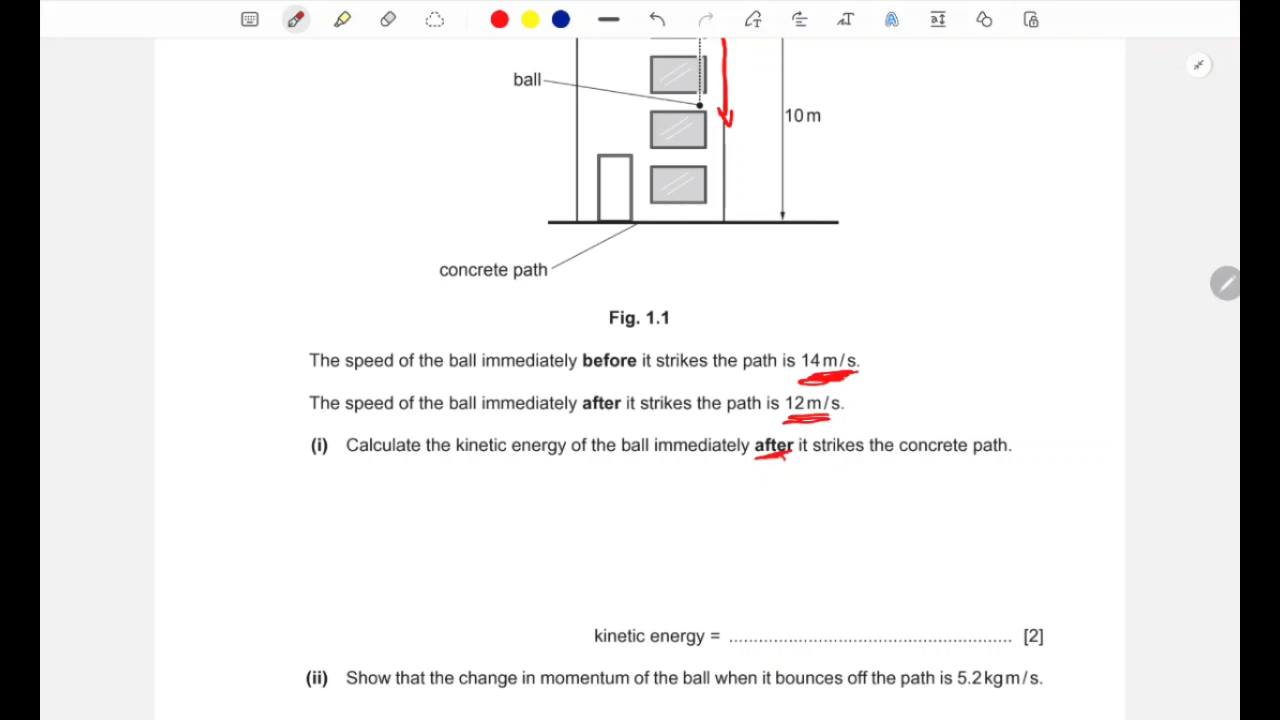 ball
10 m
concrete path
Fig. 1.1
The speed of the ball immediately before it strikes the path is 14 m / s.
The speed of the ball immediately after it strikes the path is 12 m / s.
(i) Calculate the kinetic energy of the ball immediately after it strikes the concrete path.
kinetic energy = ......................................................... [2]
(ii) Show that the change in momentum of the ball when it bounces off the path is 5.2 kg m / s.